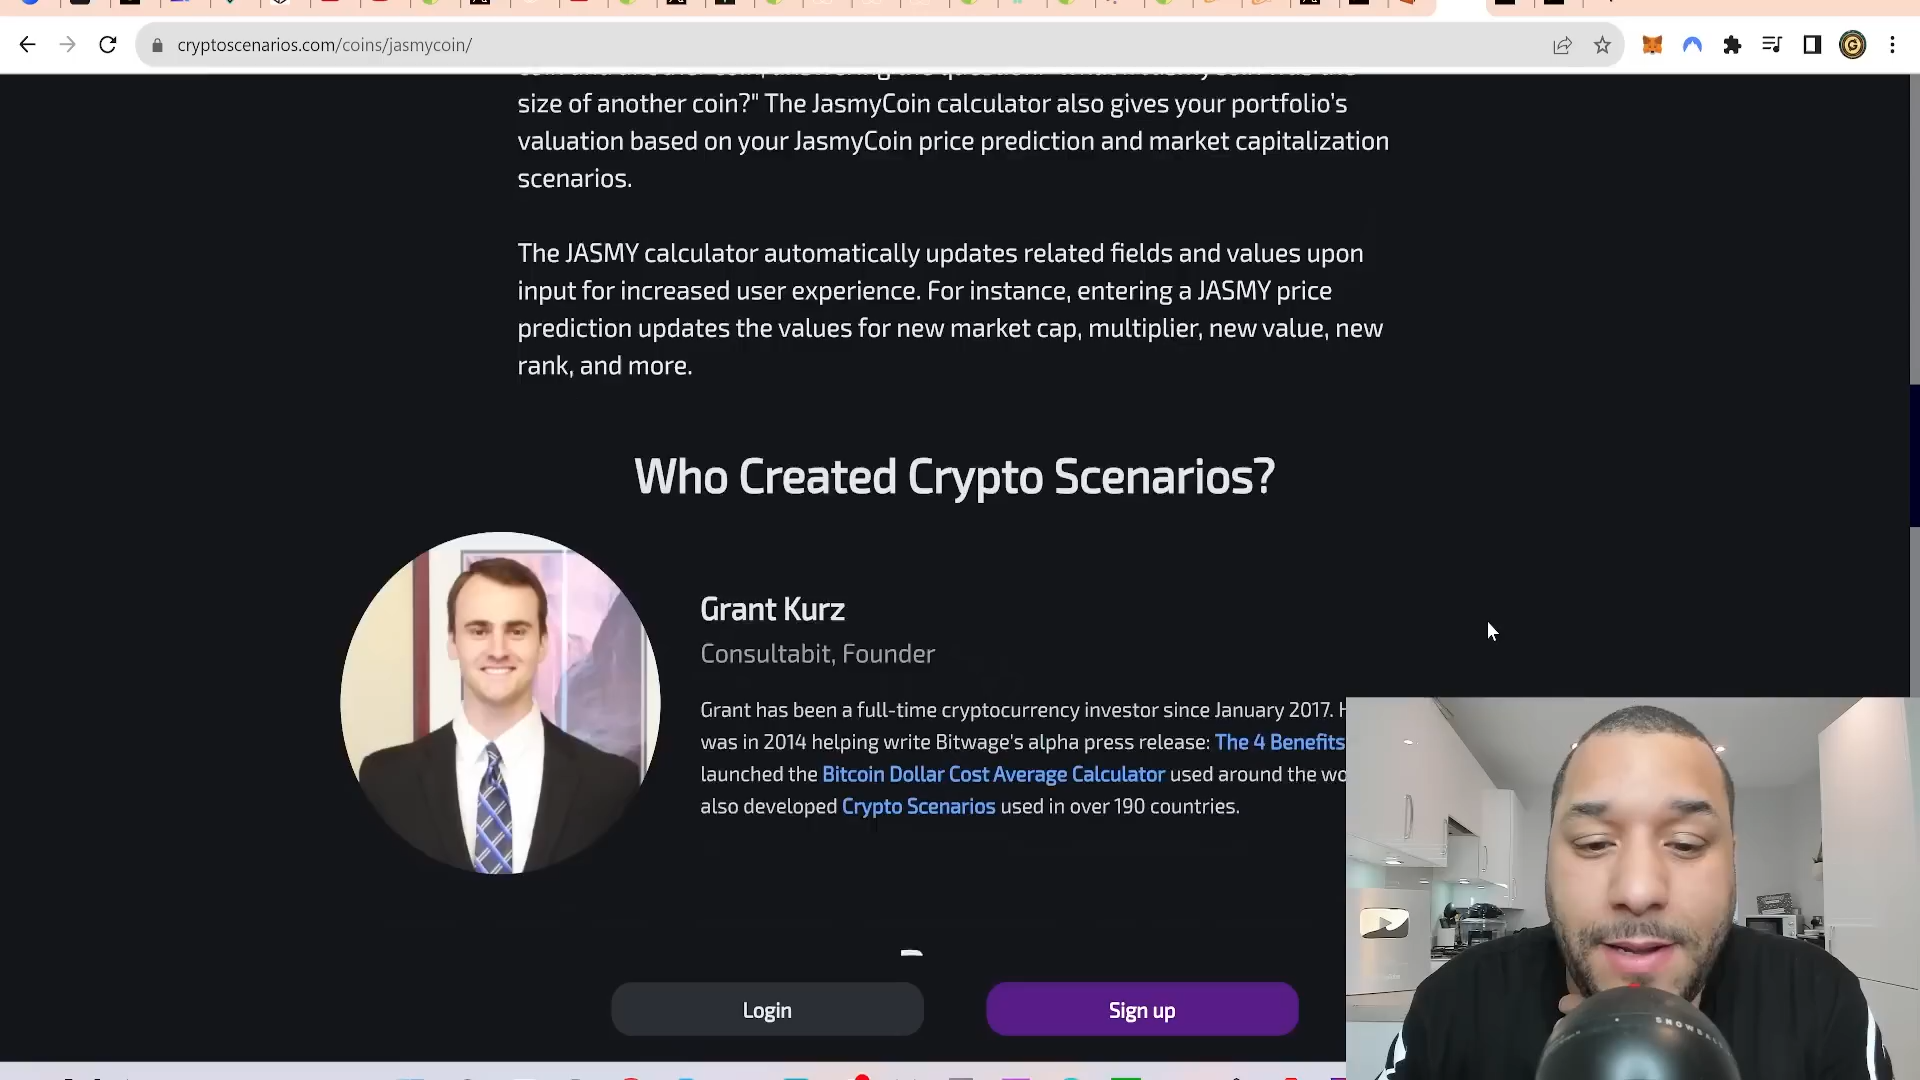 cryptoscenarios.com/coins/jasmycoin/
size of another coin?" The JasmyCoin calculator also gives your portfolio's
valuation based on your JasmyCoin price prediction and market capitalization
scenarios.
The JASMY calculator automatically updates related fields and values upon
input for increased user experience. For instance, entering a JASMY price
prediction updates the values for new market cap, multiplier, new value, new
rank, and more.
Who Created Crypto Scenarios?
Grant Kurz
Consultabit, Founder
Grant has been a full-time cryptocurrency investor since January 2017.
was in 2014 helping write Bitwage's alpha press release: The 4 Benefits
launched the Bitcoin Dollar Cost Average Calculator used around the
also developed Crypto Scenarios used in over 190 countries.
Login
Sign up